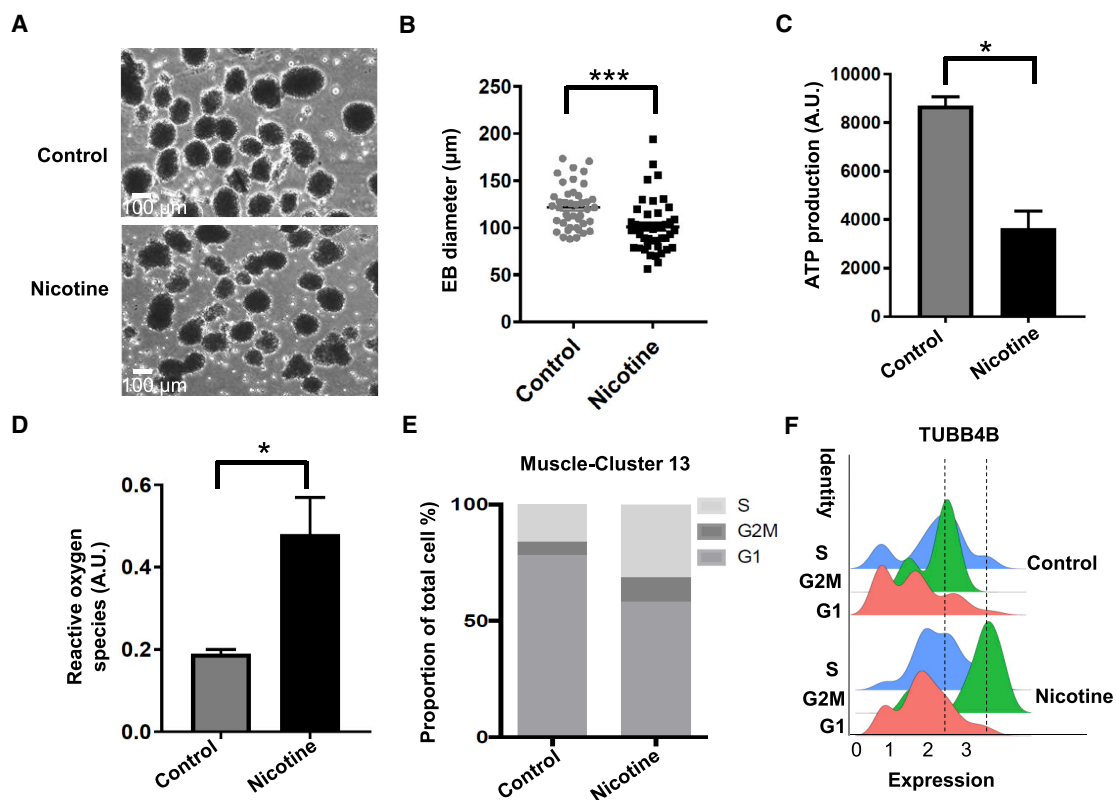 A
Control
100 µm
Nicotine
100 µm
B
***
EB diameter (µm)
250
200
150
100
50
0
Control
Nicotine
C
*
ATP production (A.U.)
10000
8000
6000
4000
2000
0
Control
Nicotine
D
*
Reactive oxygen
species (A.U.)
0.6
0.4
0.2
0.0
Control
Nicotine
E
Muscle-Cluster 13
Proportion of total cell %)
100
50
0
S
G2M
G1
Control
Nicotine
F
TUBB4B
Identity
S
G2M
G1
Control
S
G2M
G1
Nicotine
0 1 2 3
Expression